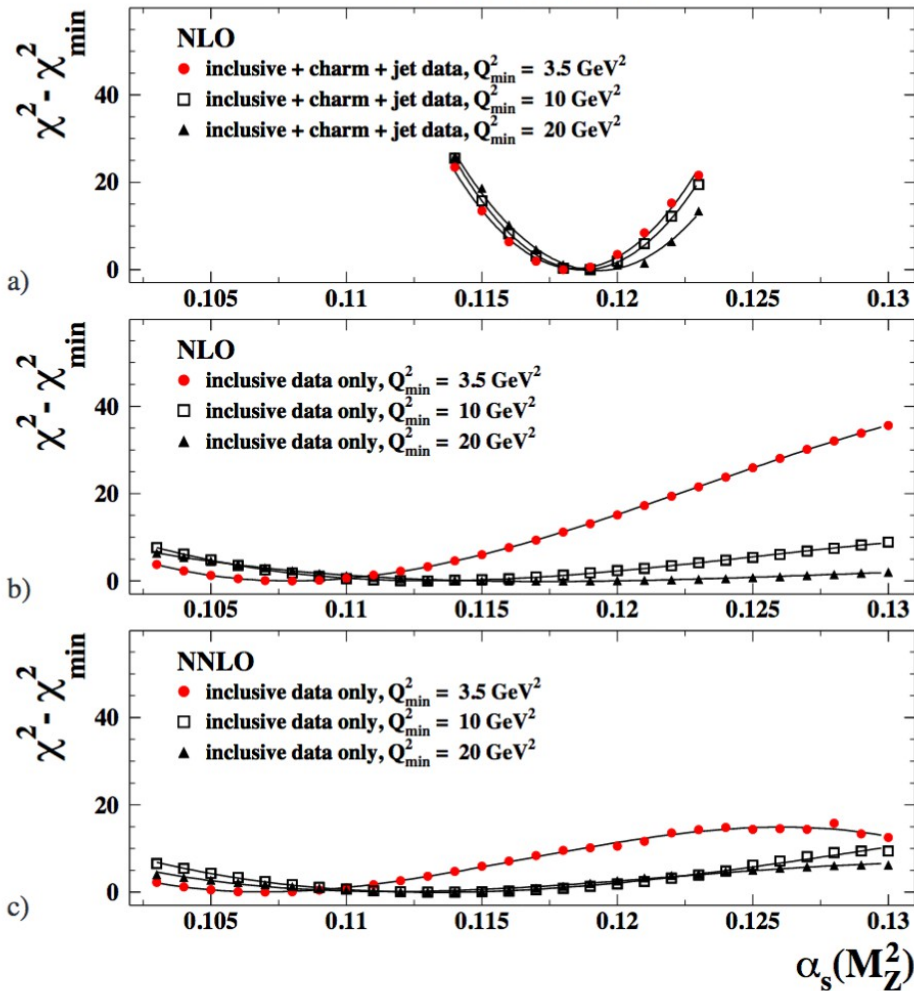 NLO
inclusive + charm + jet data, Q²min = 3.5 GeV²
inclusive + charm + jet data, Q²min = 10 GeV²
inclusive + charm + jet data, Q²min = 20 GeV²
χ² - χ²min
40
20
0
a)
0.105 0.11 0.115 0.12 0.125 0.13
NLO
inclusive data only, Q²min = 3.5 GeV²
inclusive data only, Q²min = 10 GeV²
inclusive data only, Q²min = 20 GeV²
χ² - χ²min
40
20
0
b)
0.105 0.11 0.115 0.12 0.125 0.13
NNLO
inclusive data only, Q²min = 3.5 GeV²
inclusive data only, Q²min = 10 GeV²
inclusive data only, Q²min = 20 GeV²
χ² - χ²min
40
20
0
c)
0.105 0.11 0.115 0.12 0.125 0.13
αs(M²Z)